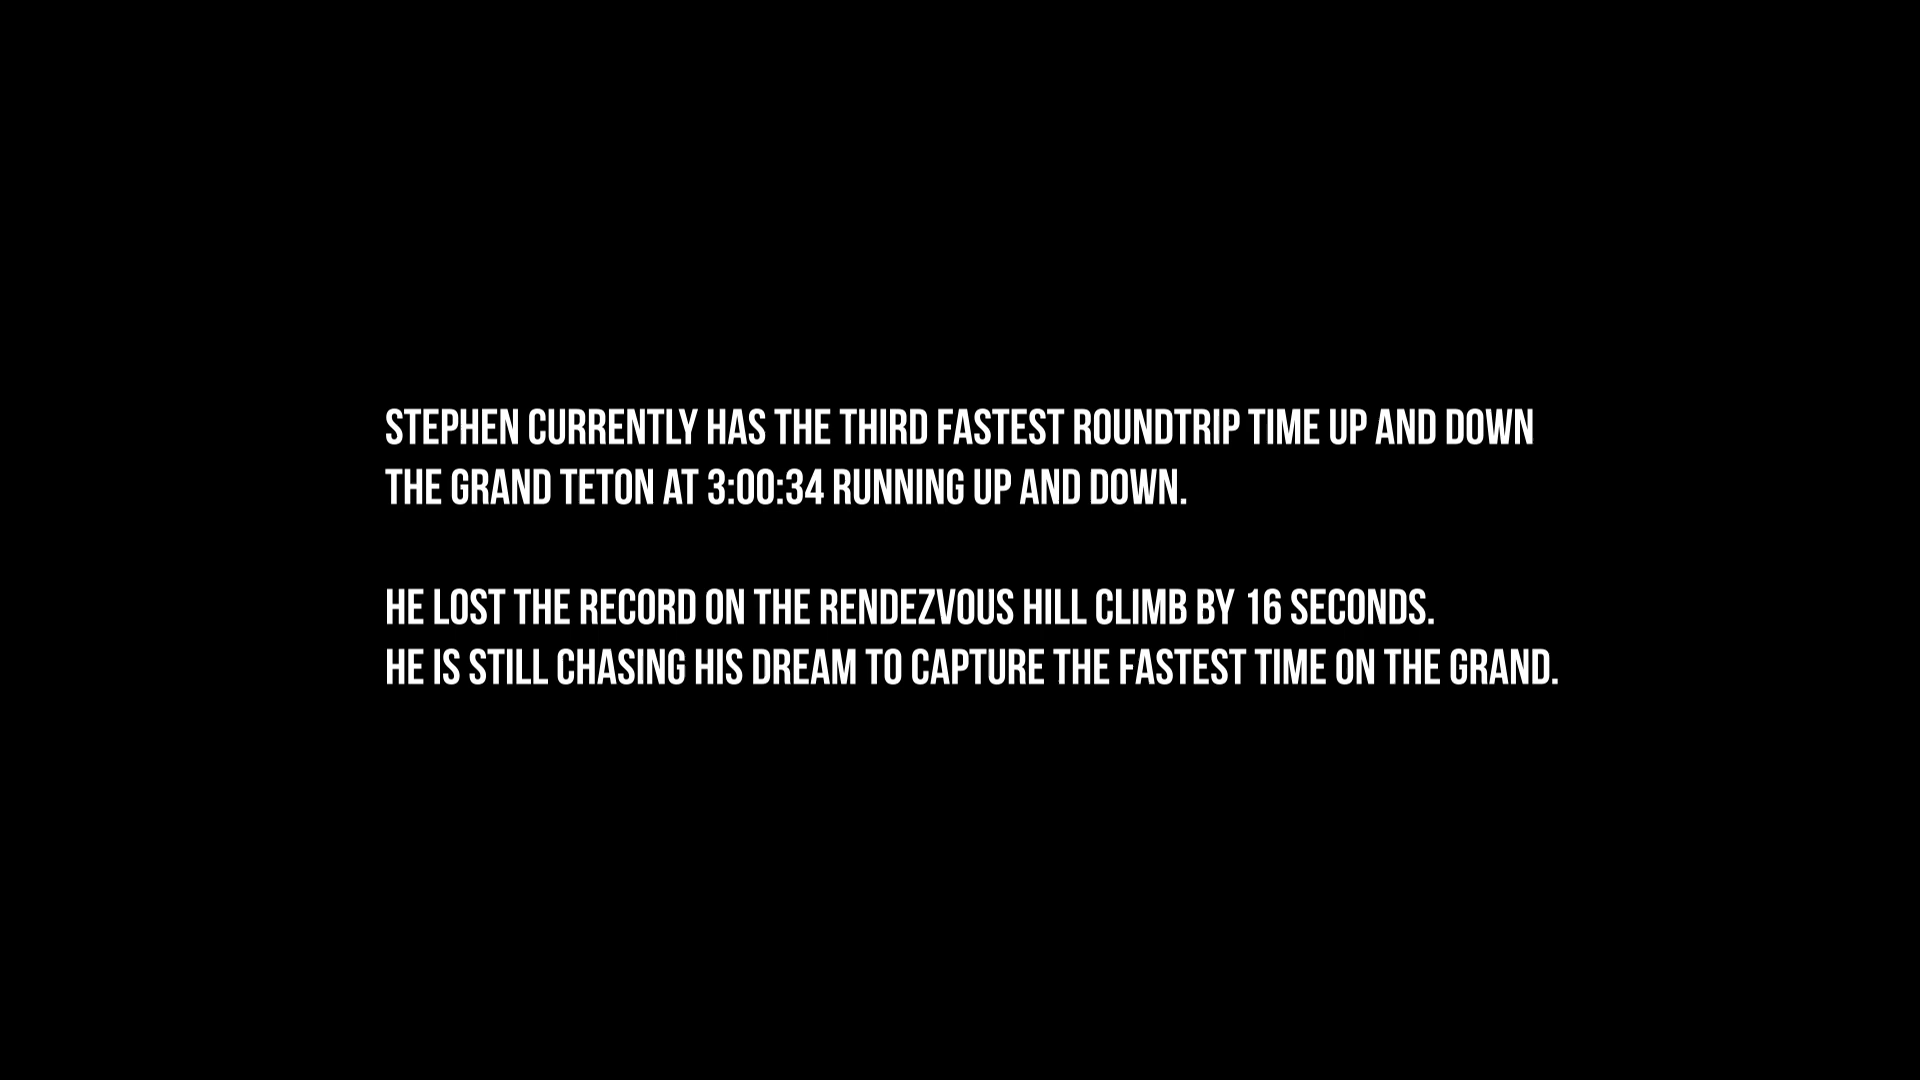 STEPHEN CURRENTLY HAS THE THIRD FASTEST ROUNDTRIP TIME UP AND DOWN
THE GRAND TETON AT 3:00:34 RUNNING UP AND DOWN.
HE LOST THE RECORD ON THE RENDEZVOUS HILL CLIMB BY 16 SECONDS.
HE IS STILL CHASING HIS DREAM TO CAPTURE THE FASTEST TIME ON THE GRAND.